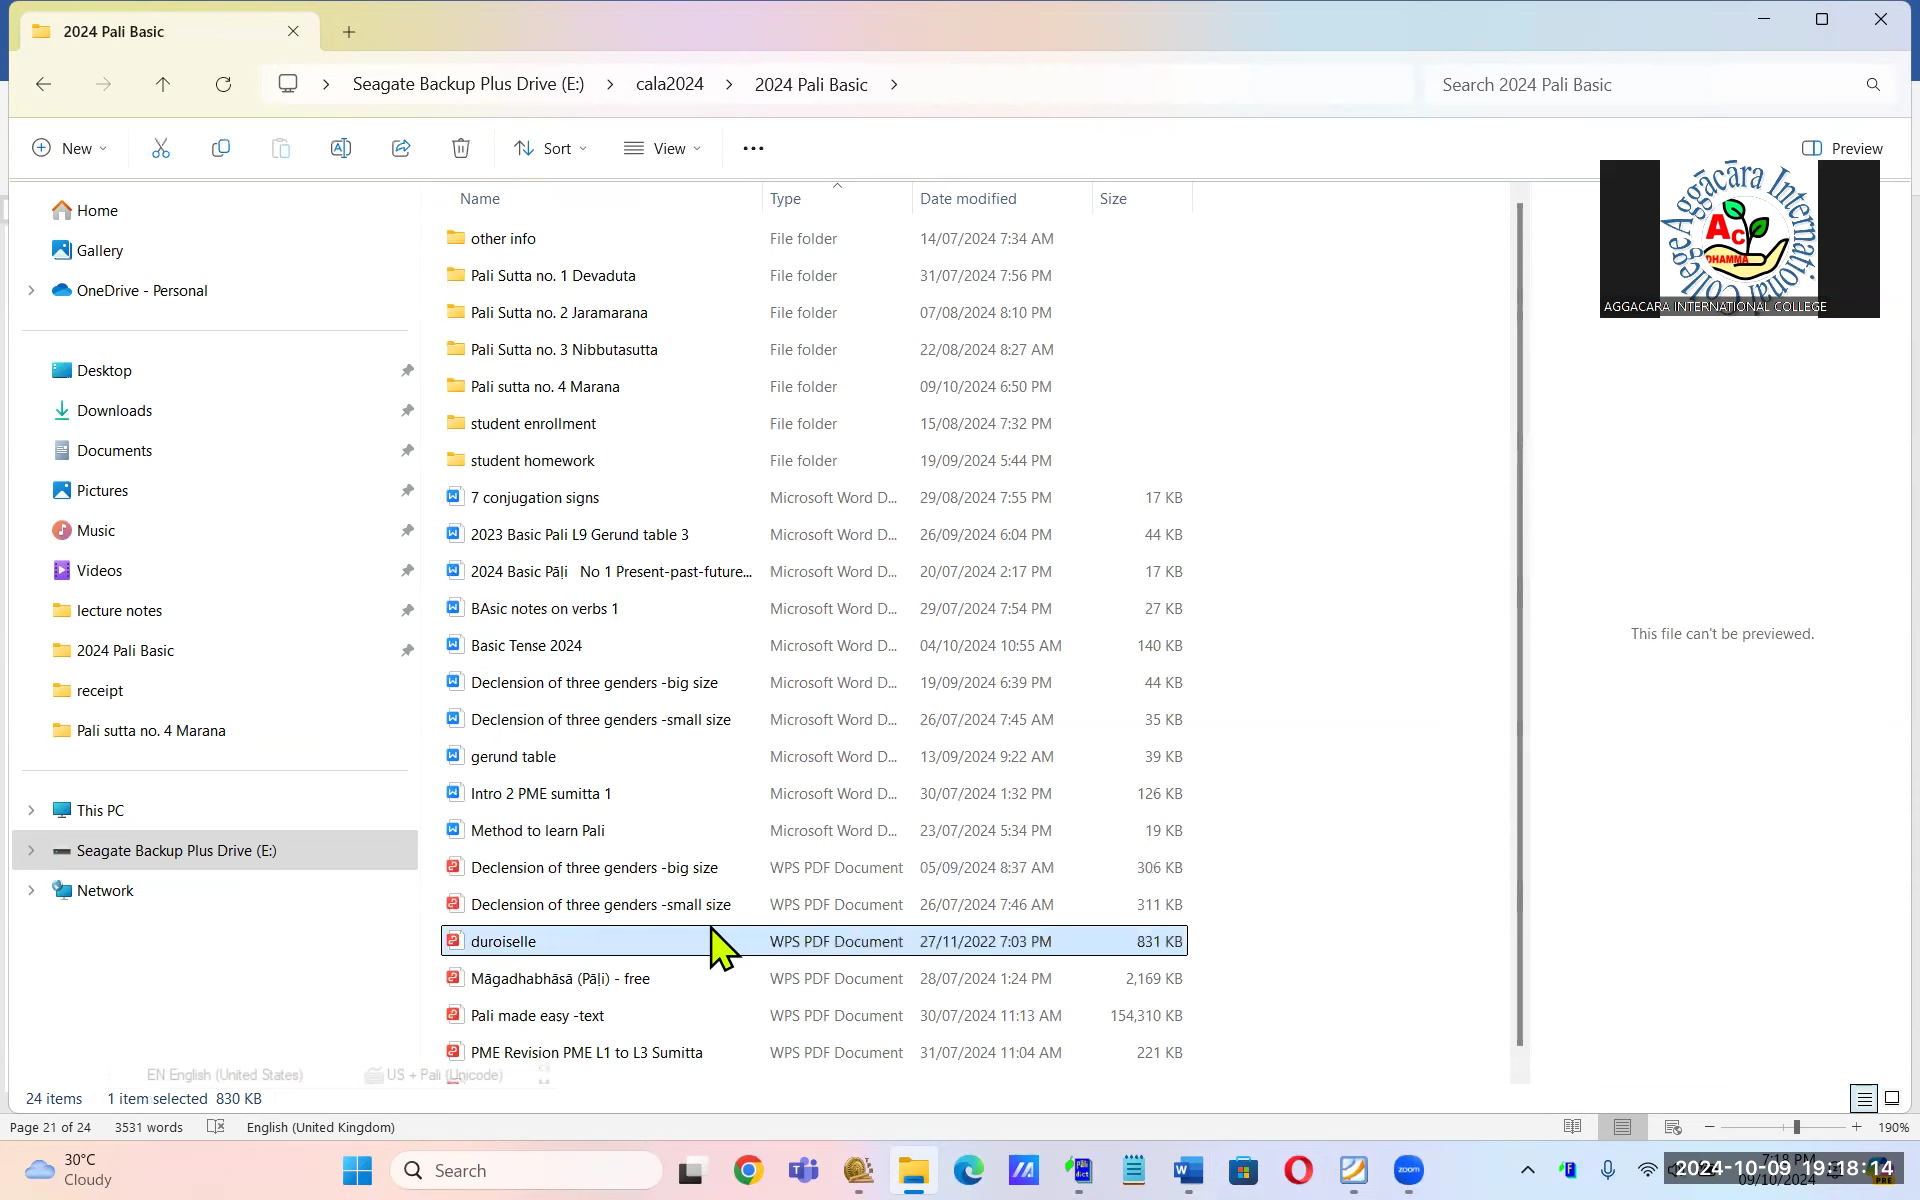 2024 Pali Basic
Seagate Backup Plus Drive (E:) cala2024 2024 Pali Basic
Search 2024 Pali Basic
New Sort View Preview
Aggācāra International College
Ac
DHAMMA
AGGACARA INTERNATIONAL COLLEGE
Home
Gallery
OneDrive - Personal
Desktop
Downloads
Documents
Pictures
Music
Videos
lecture notes
2024 Pali Basic
receipt
Pali sutta no. 4 Marana
This PC
Seagate Backup Plus Drive (E:)
Network
Name Type Date modified Size
other info File folder 14/07/2024 7:34 AM
Pali Sutta no. 1 Devaduta File folder 31/07/2024 7:56 PM
Pali Sutta no. 2 Jaramarana File folder 07/08/2024 8:10 PM
Pali Sutta no. 3 Nibbutasutta File folder 22/08/2024 8:27 AM
Pali sutta no. 4 Marana File folder 09/10/2024 6:50 PM
student enrollment File folder 15/08/2024 7:32 PM
student homework File folder 19/09/2024 5:44 PM
7 conjugation signs Microsoft Word D... 29/08/2024 7:55 PM 17 KB
2023 Basic Pali L9 Gerund table 3 Microsoft Word D... 26/09/2024 6:04 PM 44 KB
2024 Basic Pāḷi No 1 Present-past-future... Microsoft Word D... 20/07/2024 2:17 PM 17 KB
BAsic notes on verbs 1 Microsoft Word D... 29/07/2024 7:54 PM 27 KB
Basic Tense 2024 Microsoft Word D... 04/10/2024 10:55 AM 140 KB
Declension of three genders -big size Microsoft Word D... 19/09/2024 6:39 PM 44 KB
Declension of three genders -small size Microsoft Word D... 26/07/2024 7:45 AM 35 KB
gerund table Microsoft Word D... 13/09/2024 9:22 AM 39 KB
Intro 2 PME sumitta 1 Microsoft Word D... 30/07/2024 1:32 PM 126 KB
Method to learn Pali Microsoft Word D... 23/07/2024 5:34 PM 19 KB
Declension of three genders -big size WPS PDF Document 05/09/2024 8:37 AM 306 KB
Declension of three genders -small size WPS PDF Document 26/07/2024 7:46 AM 311 KB
duroiselle WPS PDF Document 27/11/2022 7:03 PM 831 KB
Māgadhabhāsā (Pāḷi) - free WPS PDF Document 28/07/2024 1:24 PM 2,169 KB
Pali made easy -text WPS PDF Document 30/07/2024 11:13 AM 154,310 KB
PME Revision PME L1 to L3 Sumitta WPS PDF Document 31/07/2024 11:04 AM 221 KB
This file can't be previewed.
EN English (United States) US + Pali (Unicode)
24 items 1 item selected 830 KB
Page 21 of 24 3531 words English (United Kingdom) 190%
30°C
Cloudy
Search
zoom
7:18 PM
09/10/2024
2024-10-09 19:18:14
PRE